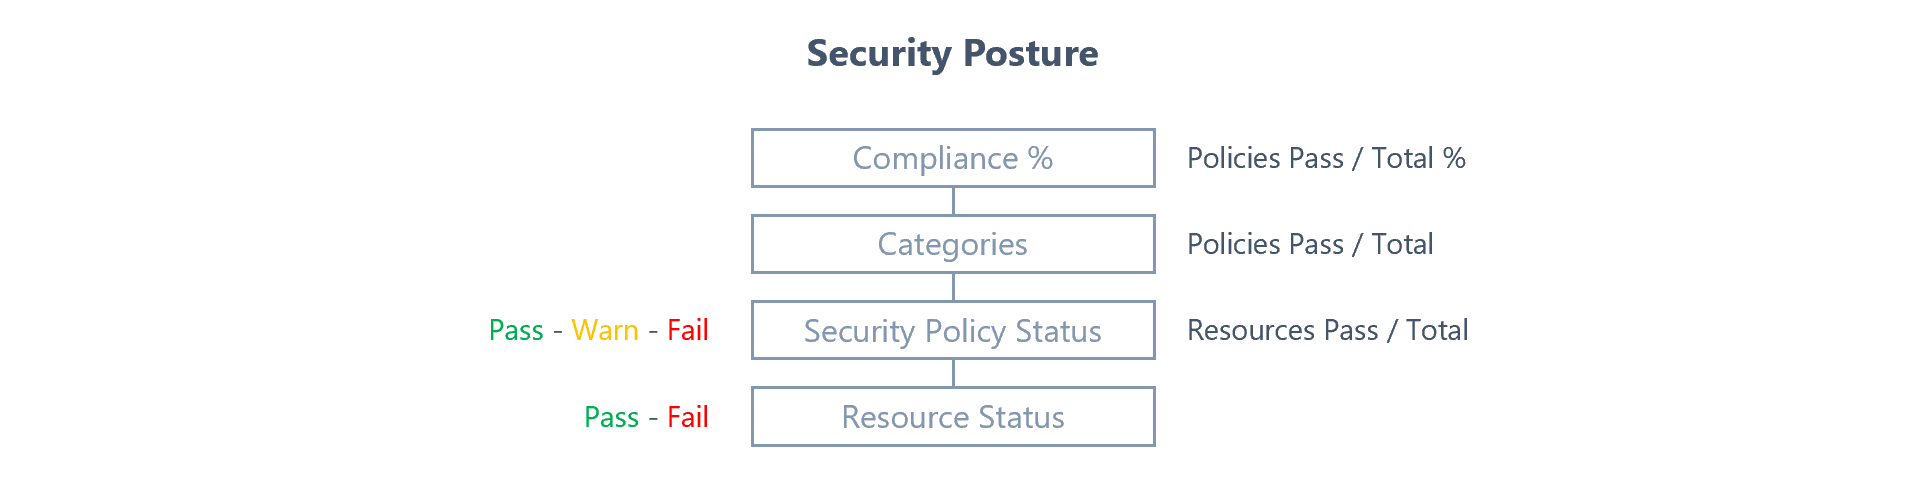 Security Posture
Compliance %
Policies Pass / Total %
Categories
Policies Pass / Total
Pass - Warn - Fail
Security Policy Status
Resources Pass / Total
Pass - Fail
Resource Status